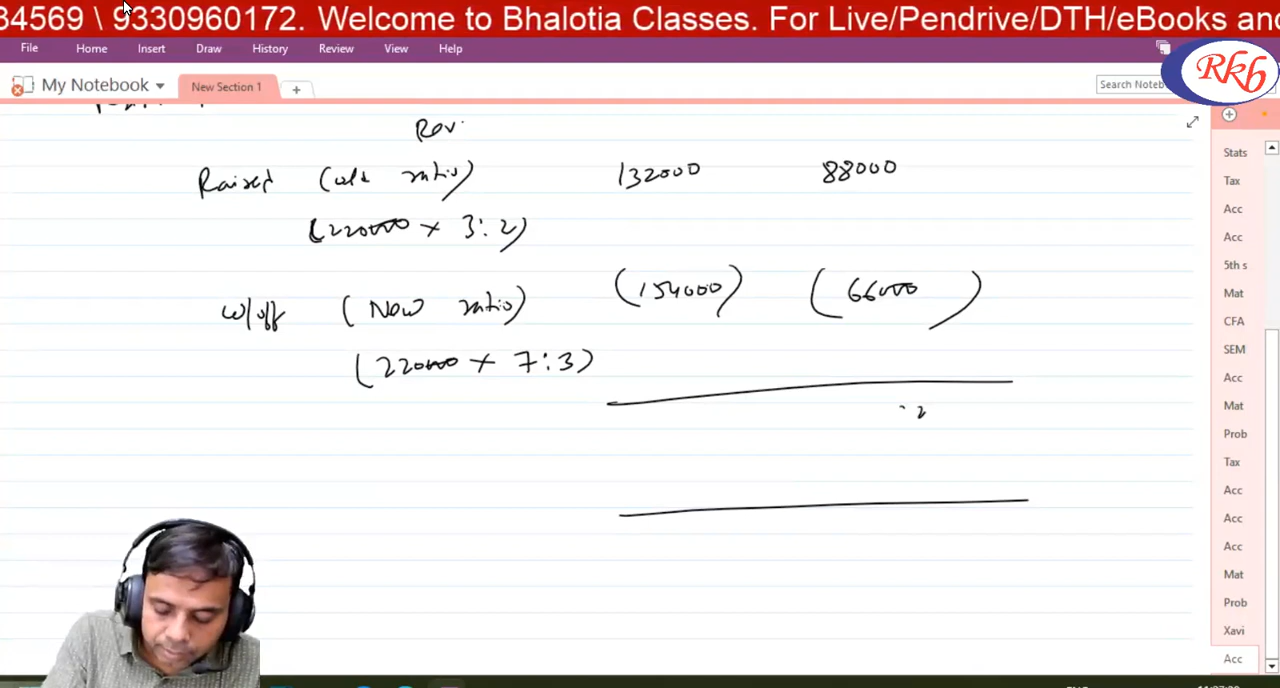 34569 \ 9330960172. Welcome to Bhalotia Classes. For Live/Pendrive/DTH/eBooks and
File Home Insert Draw History Review View Help
My Notebook New Section 1 + Search Noteb
Rkb
Rev.
Raised (old ratio) 132000 88000
(220000 x 3:2)
w/off (New ratio) (154000) (66000)
(220000 x 7:3)
Stats
Tax
Acc
Acc
5th s
Mat
CFA
SEM
Acc
Mat
Prob
Tax
Acc
Acc
Acc
Mat
Prob
Xavi
Acc